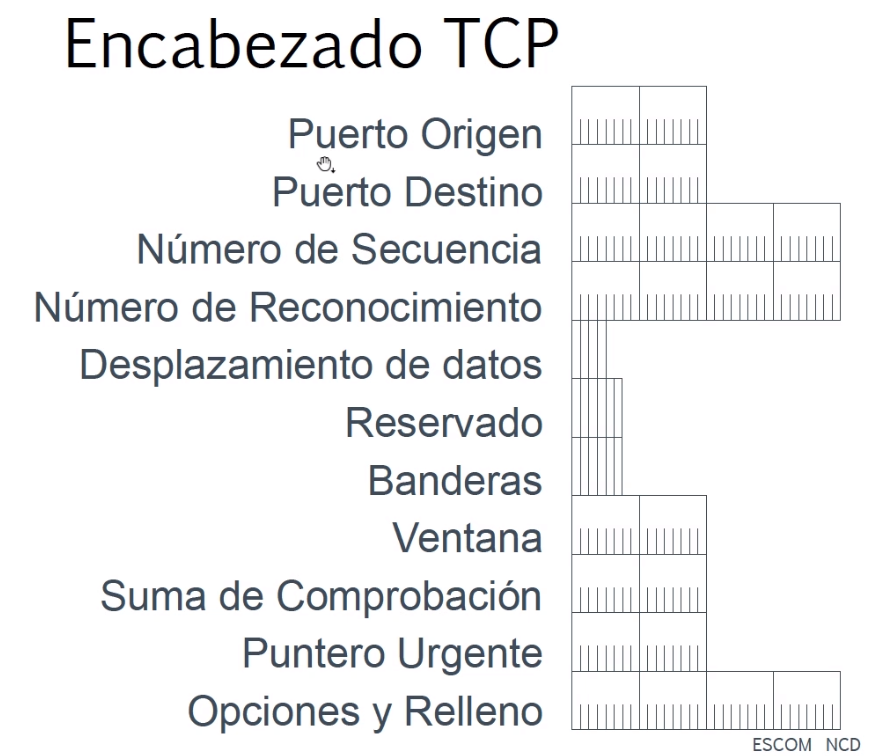 Encabezado TCP
Puerto Origen
Puerto Destino
Número de Secuencia
Número de Reconocimiento
Desplazamiento de datos
Reservado
Banderas
Ventana
Suma de Comprobación
Puntero Urgente
Opciones y Relleno
ESCOM NCD